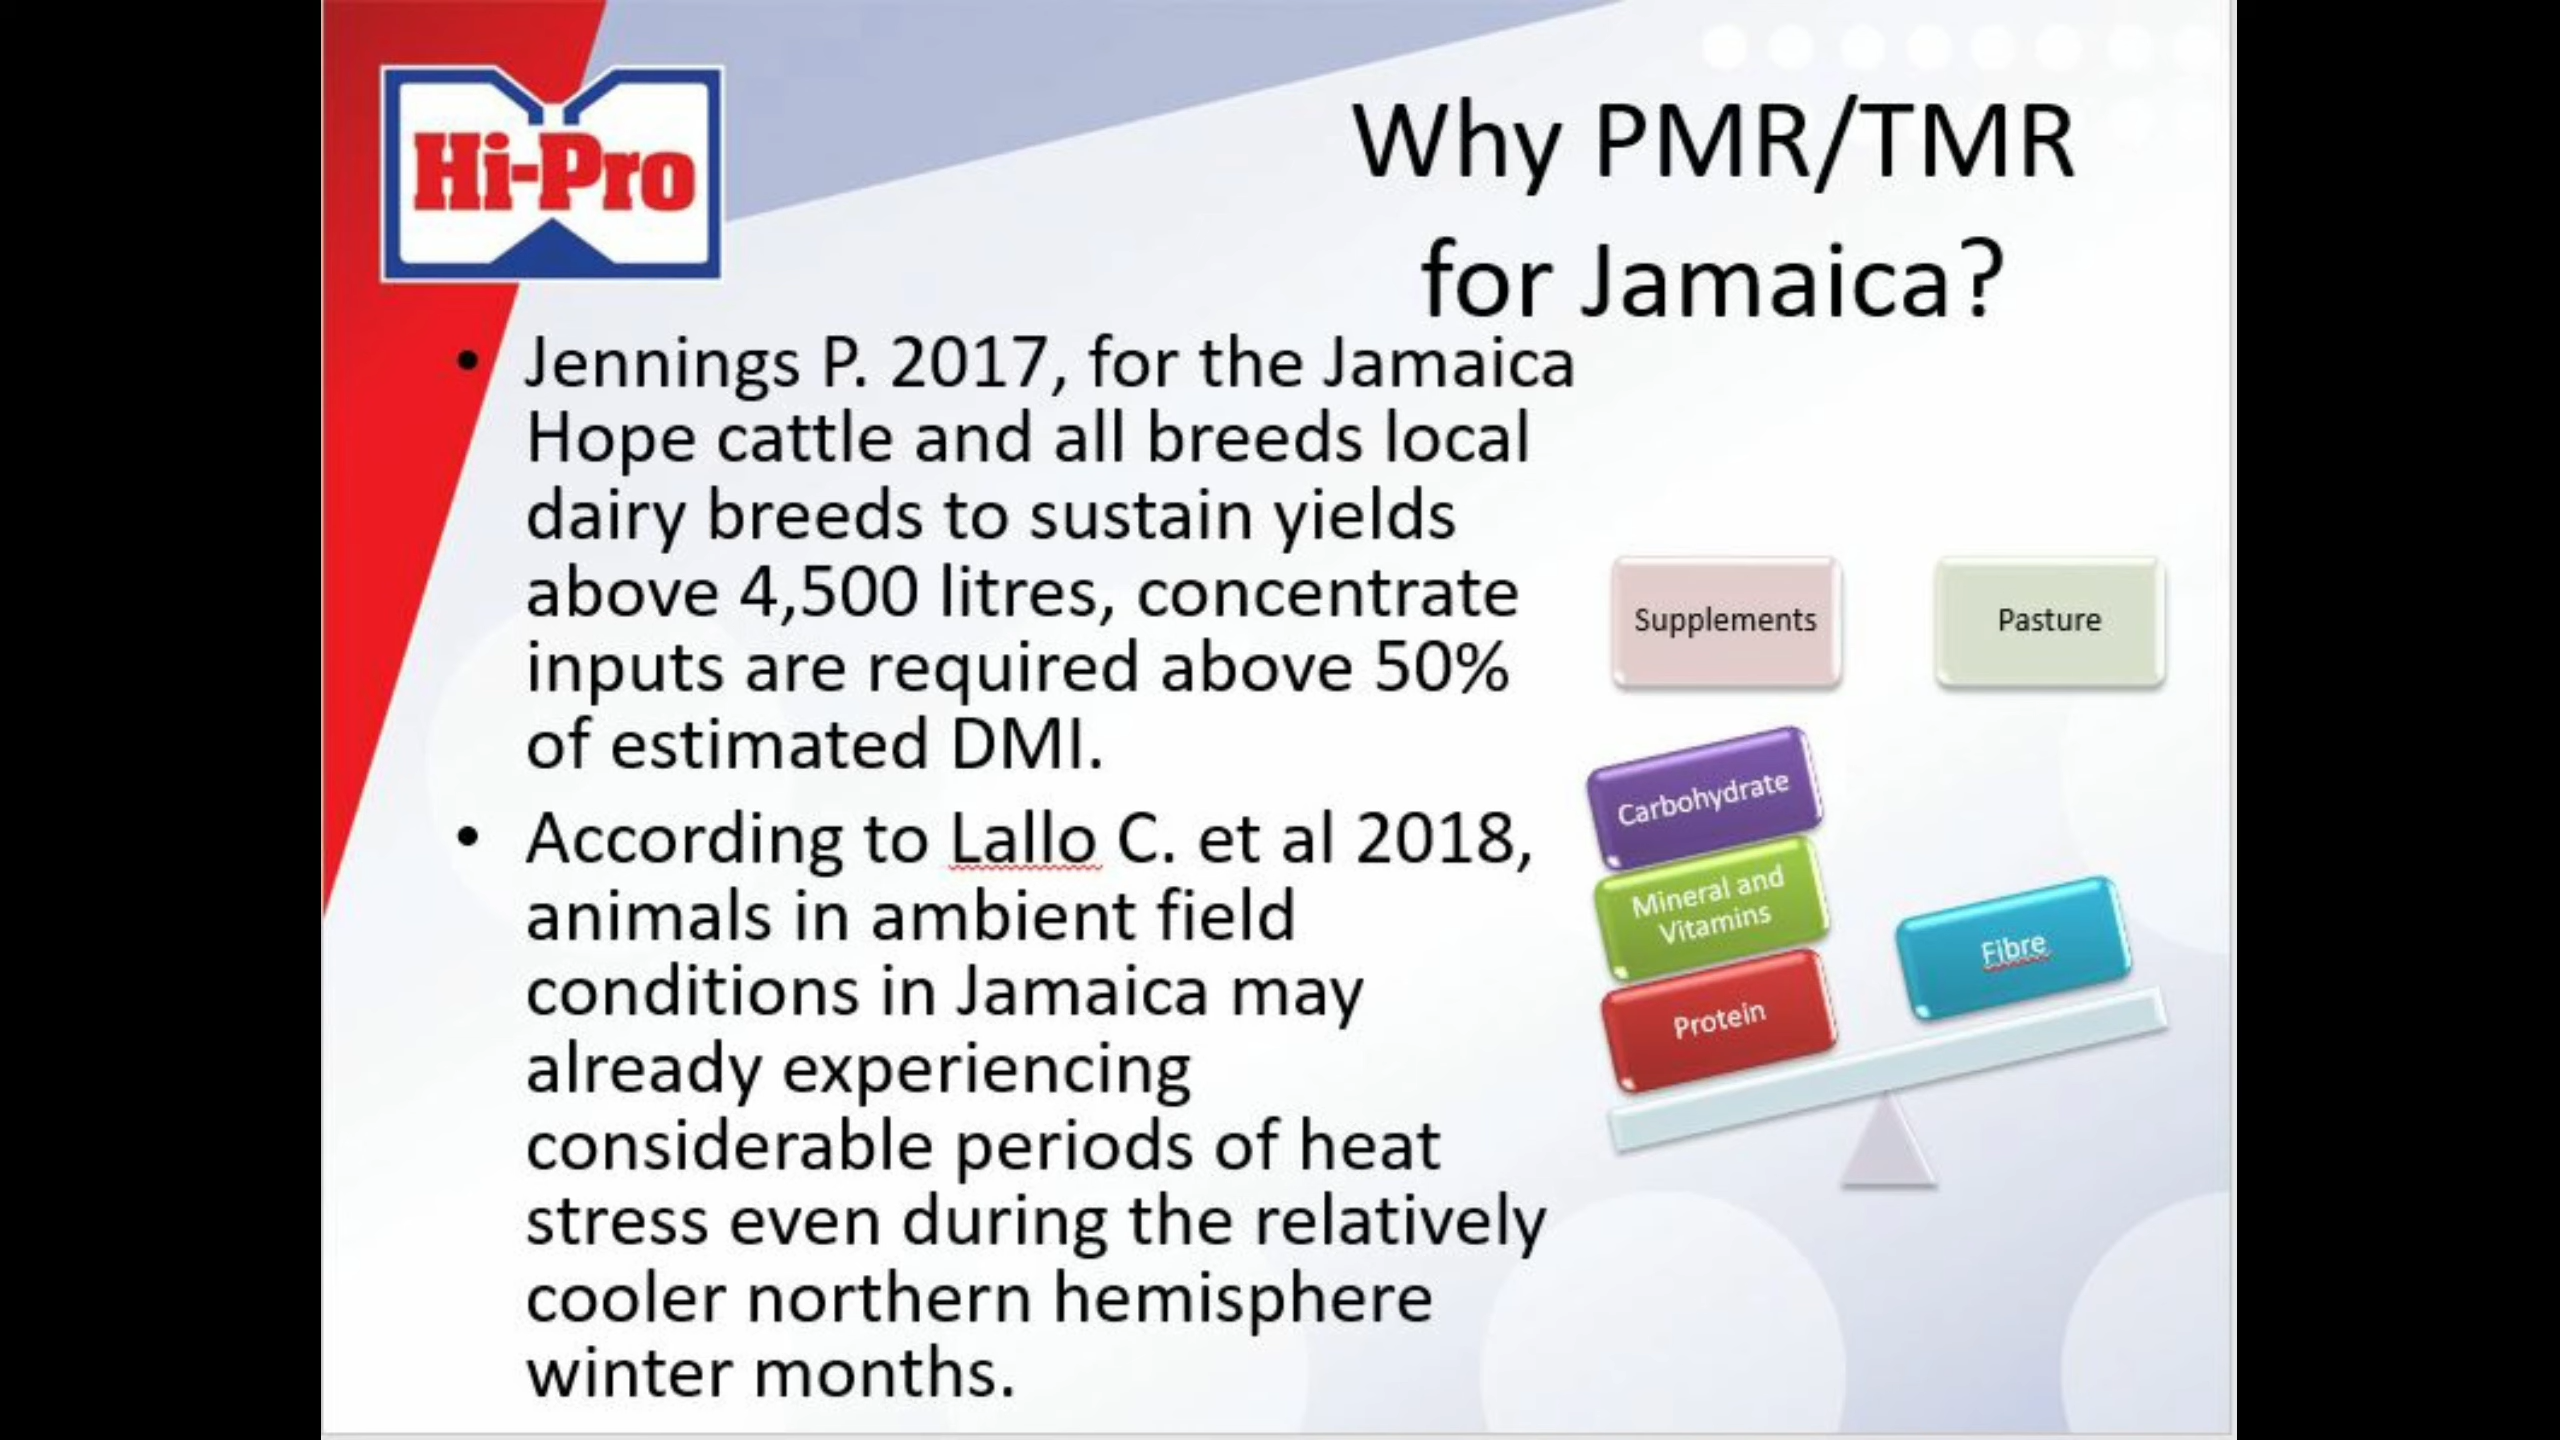 Hi-Pro
Why PMR/TMR
for Jamaica?
• Jennings P. 2017, for the Jamaica
Hope cattle and all breeds local
dairy breeds to sustain yields
above 4,500 litres, concentrate
inputs are required above 50%
of estimated DMI.
• According to Lallo C. et al 2018,
animals in ambient field
conditions in Jamaica may
already experiencing
considerable periods of heat
stress even during the relatively
cooler northern hemisphere
winter months.
Supplements
Pasture
Carbohydrate
Mineral and
Vitamins
Protein
Fibre